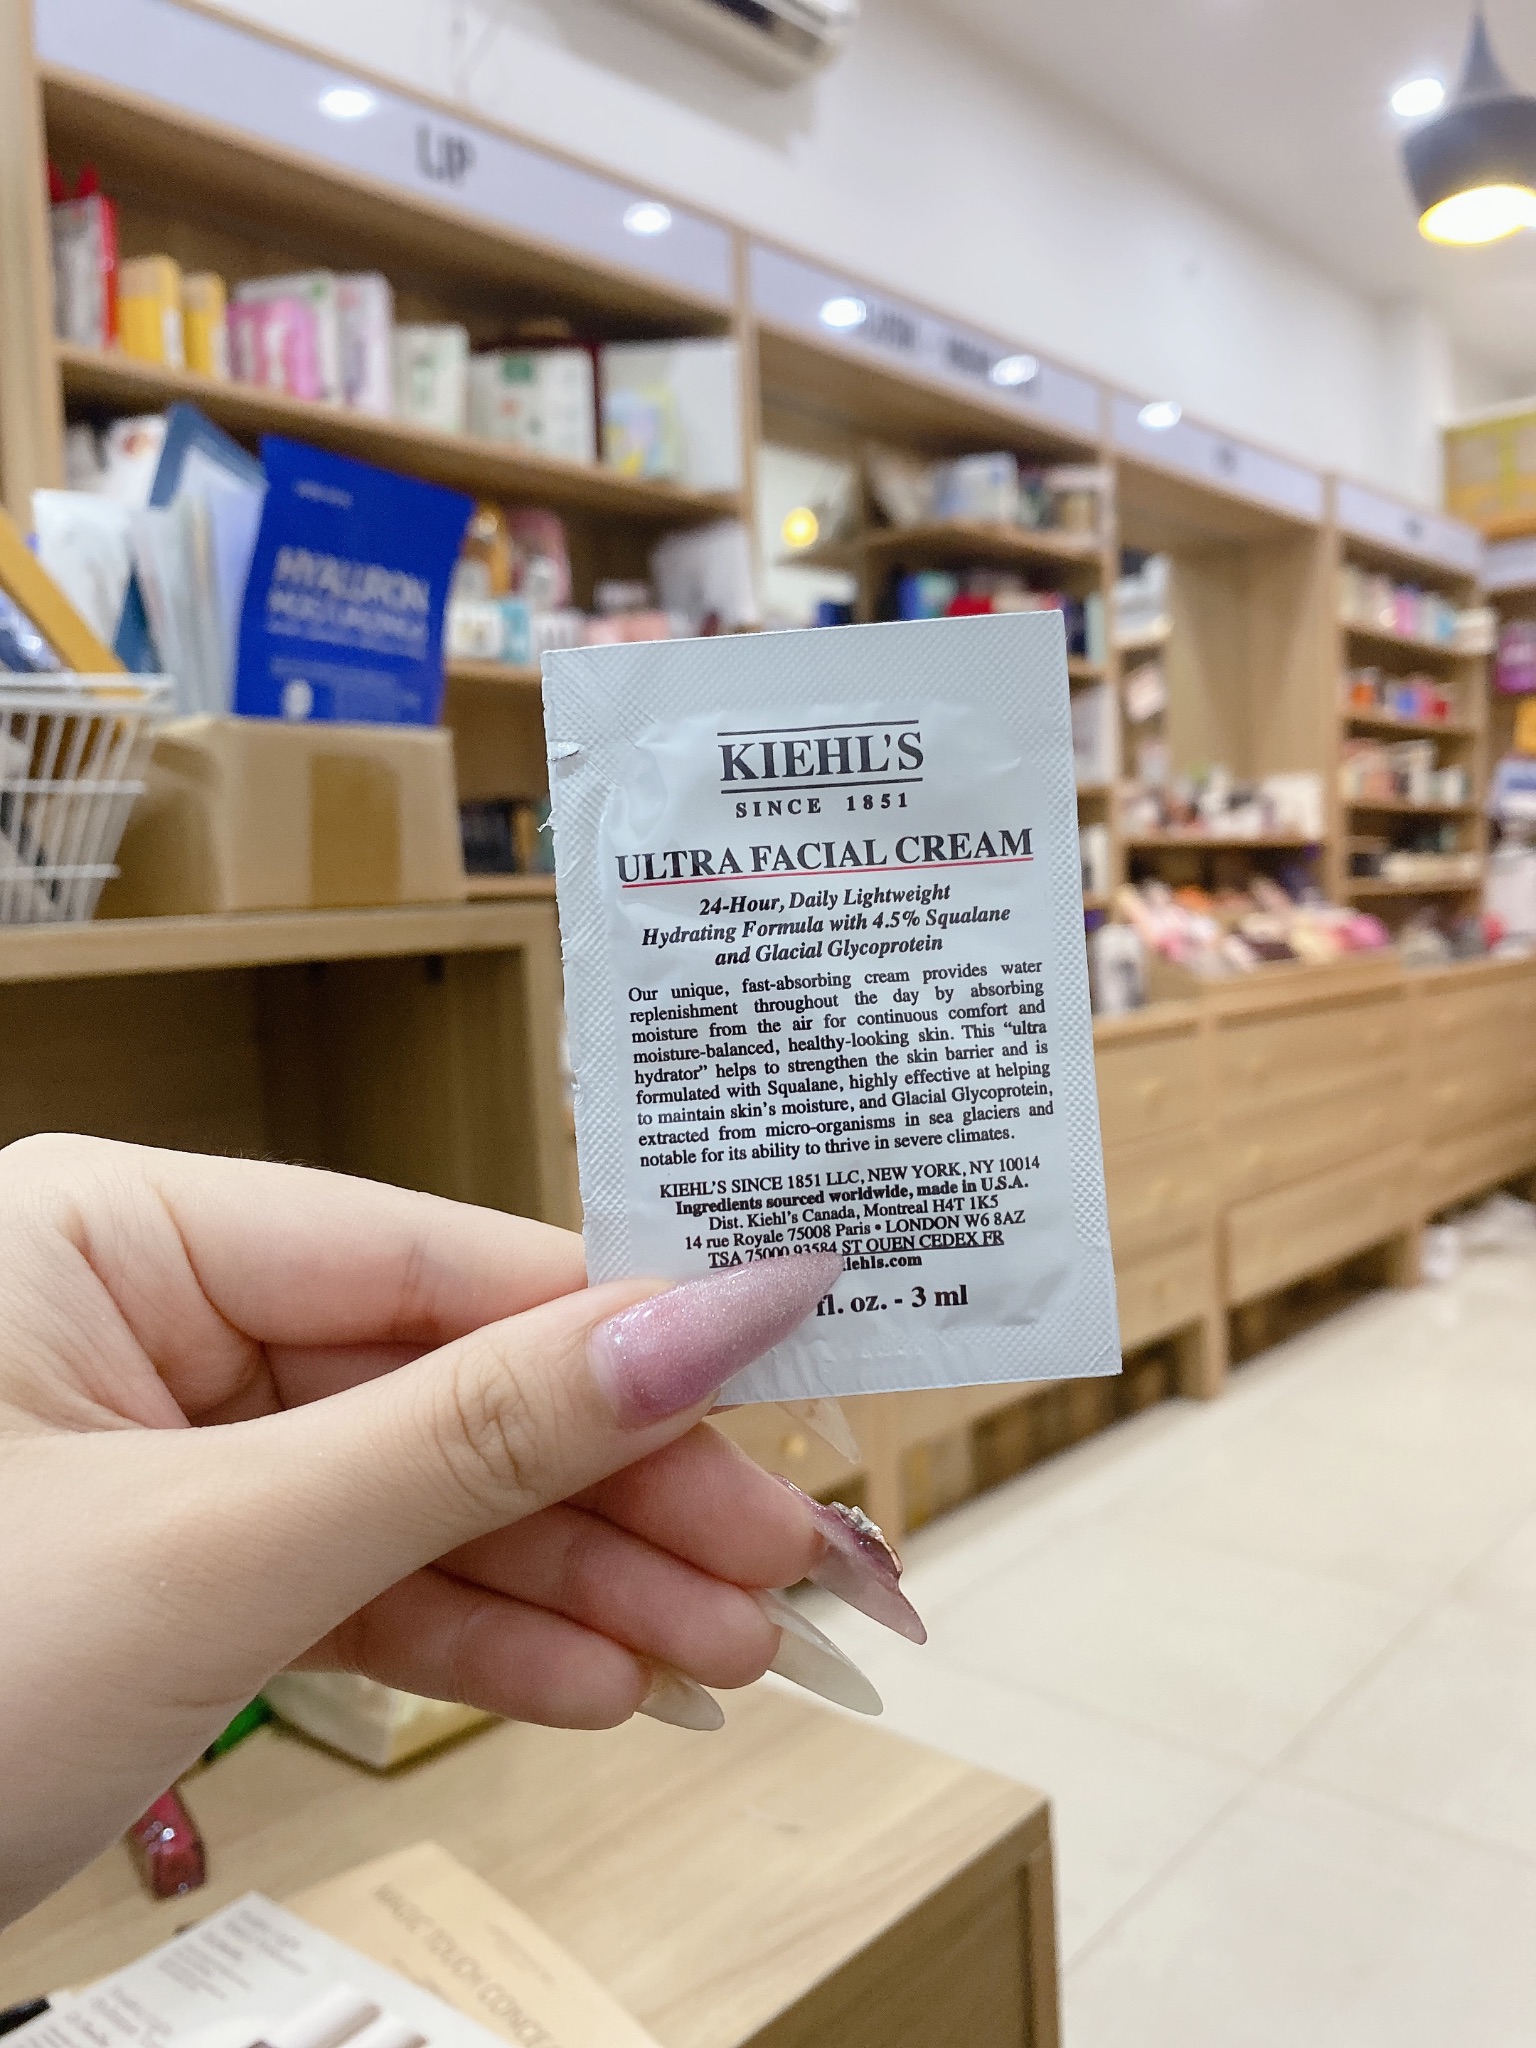 LIP
HYALURON
KIEHL'S
SINCE 1851
ULTRA FACIAL CREAM
24-Hour, Daily Lightweight
Hydrating Formula with 4.5% Squalane
and Glacial Glycoprotein
Our unique, fast-absorbing cream provides water
replenishment throughout the day by absorbing
moisture from the air for continuous comfort and
moisture-balanced, healthy-looking skin. This “ultra
hydrator” helps to strengthen the skin barrier and is
formulated with Squalane, highly effective at helping
to maintain skin's moisture, and Glacial Glycoprotein,
extracted from micro-organisms in sea glaciers and
notable for its ability to thrive in severe climates.
KIEHL'S SINCE 1851 LLC, NEW YORK, NY 10014
Ingredients sourced worldwide, made in U.S.A.
Dist. Kiehl's Canada, Montreal H4T 1K5
14 rue Royale 75008 Paris • LONDON W6 8AZ
TSA 75000 93584 ST OUEN CEDEX FR
iehls.com
fl. oz. - 3 ml
MAGIC TOUCH